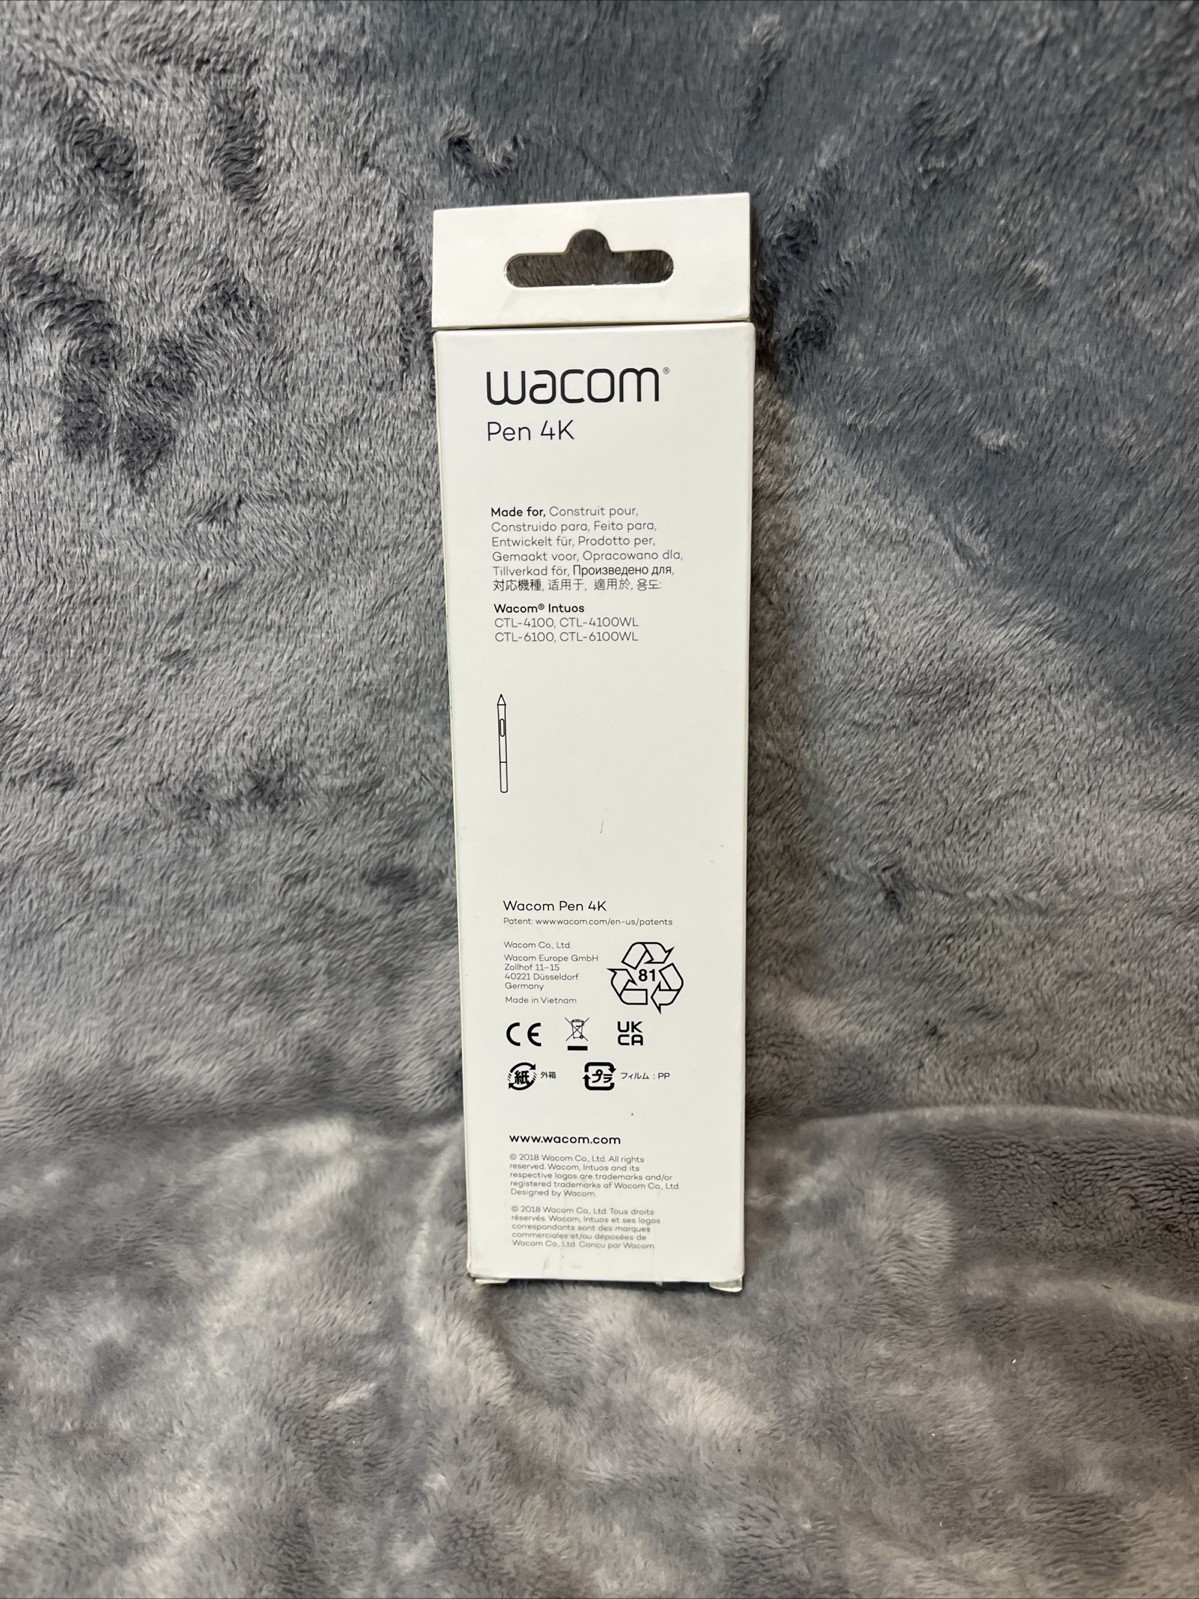 wacom®
Pen 4K
Made for, Construit pour,
Construido para, Feito para,
Entwickelt für, Prodotto per,
Gemaakt voor, Opracowano dla,
Tillverkad för, Произведено для,
対応機種, 适用于, 適用於, 용도:
Wacom® Intuos
CTL-4100, CTL-4100WL
CTL-6100, CTL-6100WL
Wacom Pen 4K
Patent: www.wacom.com/en-us/patents
Wacom Co., Ltd.
Wacom Europe GmbH
Zollhof 11-15
40221 Düsseldorf
Germany
Made in Vietnam
81
CE
UK
CA
紙 外箱
プラ フィルム : PP
www.wacom.com
© 2018 Wacom Co., Ltd. All rights
reserved. Wacom, Intuos and its
respective logos are trademarks and/or
registered trademarks of Wacom Co., Ltd.
Designed by Wacom.
© 2018 Wacom Co., Ltd. Tous droits
réservés. Wacom, Intuos et ses logos
correspondants sont des marques
commerciales et/ou déposées de
Wacom Co., Ltd. Conçu par Wacom